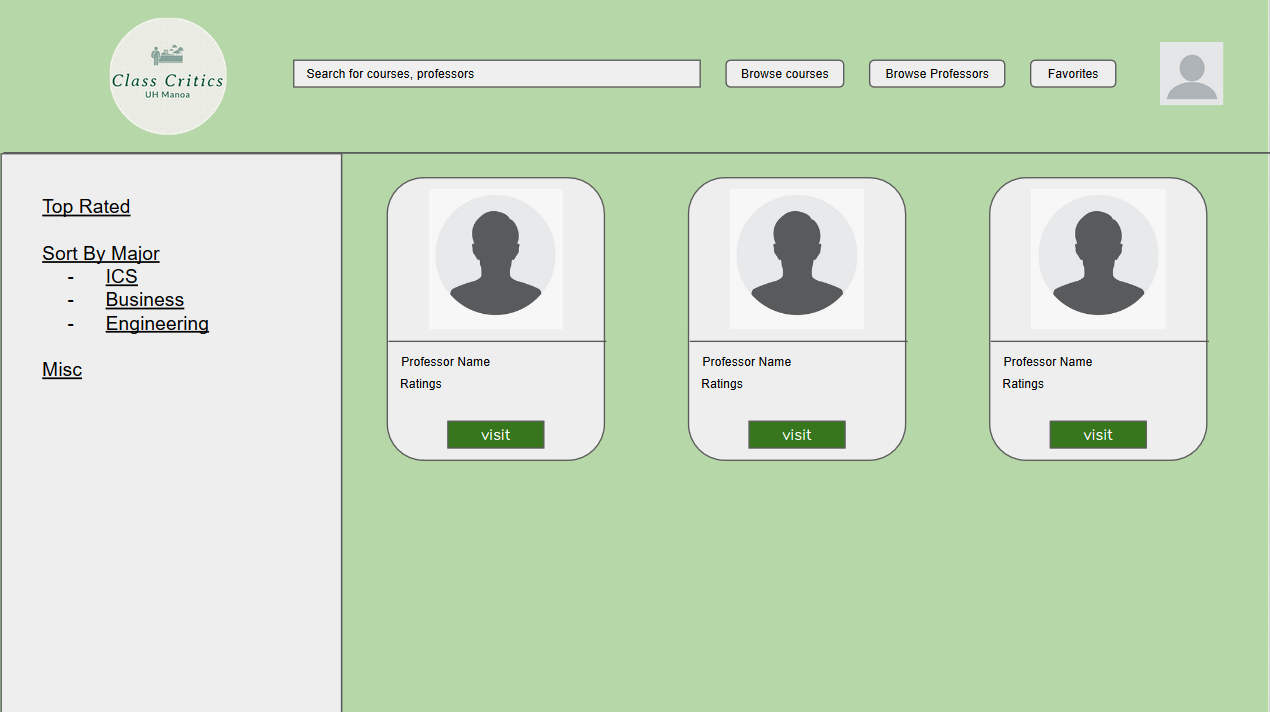 Class Critics
UH Manoa
Search for courses, professors
Browse courses
Browse Professors
Favorites
Top Rated
Sort By Major
- ICS
- Business
- Engineering
Misc
Professor Name
Ratings
visit
Professor Name
Ratings
visit
Professor Name
Ratings
visit